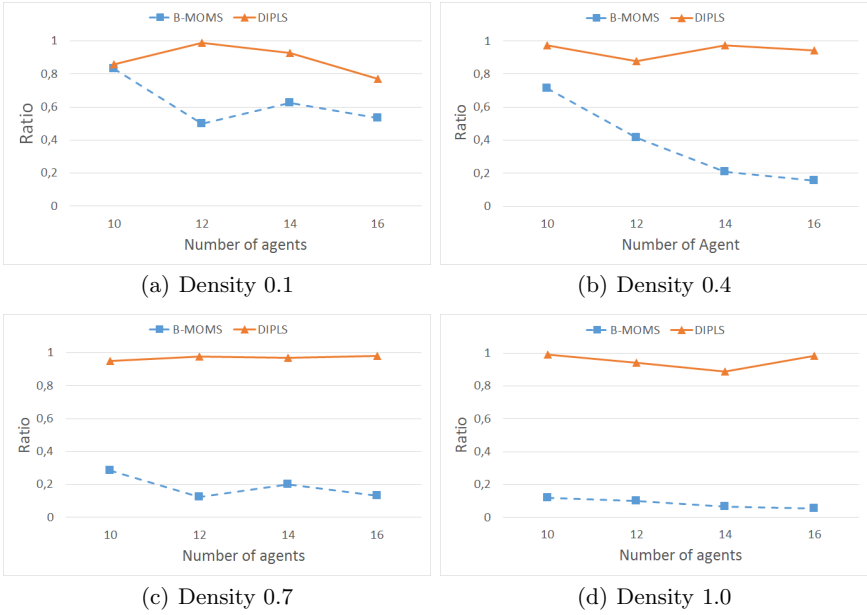 B-MOMS DIPLS
1
0,8
0,6
0,4
0,2
0
Ratio
10 12 14 16
Number of agents
(a) Density 0.1
B-MOMS DIPLS
1
0,8
0,6
0,4
0,2
0
Ratio
10 12 14 16
Number of Agent
(b) Density 0.4
B-MOMS DIPLS
1
0,8
0,6
0,4
0,2
0
Ratio
10 12 14 16
Number of agents
(c) Density 0.7
B-MOMS DIPLS
1
0,8
0,6
0,4
0,2
0
Ratio
10 12 14 16
Number of agents
(d) Density 1.0